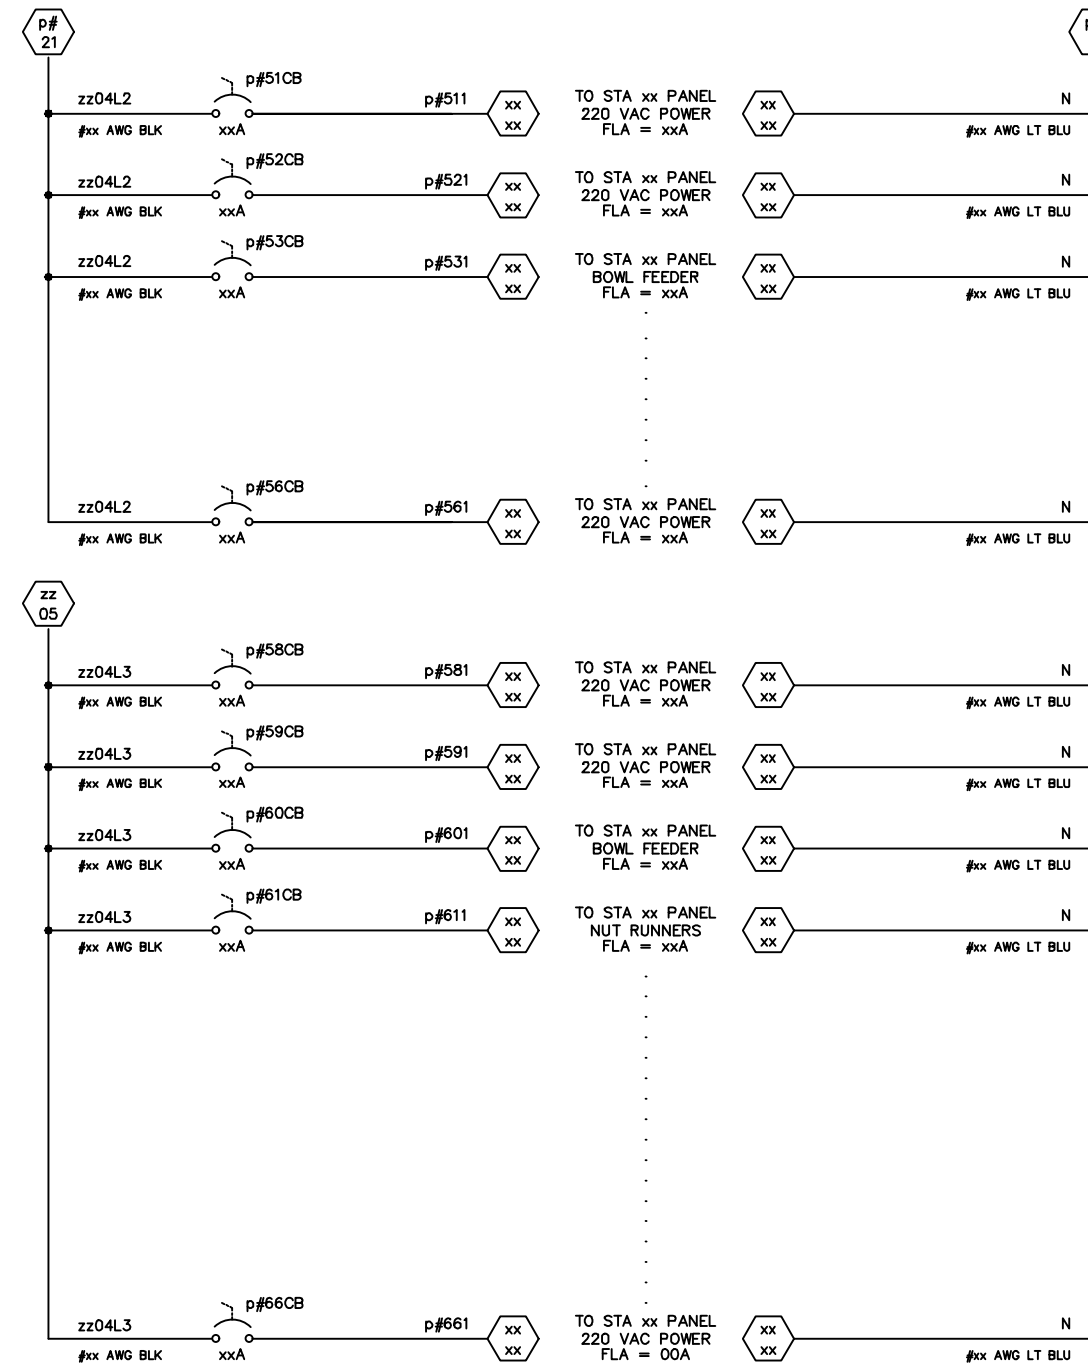 p#
21
p#51CB
zz04L2 p#511 xx xx TO STA xx PANEL xx xx N
220 VAC POWER
#xx AWG BLK xxA FLA = xxA #xx AWG LT BLU
p#52CB
zz04L2 p#521 xx xx TO STA xx PANEL xx xx N
220 VAC POWER
#xx AWG BLK xxA FLA = xxA #xx AWG LT BLU
p#53CB
zz04L2 p#531 xx xx TO STA xx PANEL xx xx N
BOWL FEEDER
#xx AWG BLK xxA FLA = xxA #xx AWG LT BLU
p#56CB
zz04L2 p#561 xx xx TO STA xx PANEL xx xx N
220 VAC POWER
#xx AWG BLK xxA FLA = xxA #xx AWG LT BLU
zz
05
p#58CB
zz04L3 p#581 xx xx TO STA xx PANEL xx xx N
220 VAC POWER
#xx AWG BLK xxA FLA = xxA #xx AWG LT BLU
p#59CB
zz04L3 p#591 xx xx TO STA xx PANEL xx xx N
220 VAC POWER
#xx AWG BLK xxA FLA = xxA #xx AWG LT BLU
p#60CB
zz04L3 p#601 xx xx TO STA xx PANEL xx xx N
BOWL FEEDER
#xx AWG BLK xxA FLA = xxA #xx AWG LT BLU
p#61CB
zz04L3 p#611 xx xx TO STA xx PANEL xx xx N
NUT RUNNERS
#xx AWG BLK xxA FLA = xxA #xx AWG LT BLU
p#66CB
zz04L3 p#661 xx xx TO STA xx PANEL xx xx N
220 VAC POWER
#xx AWG BLK xxA FLA = 00A #xx AWG LT BLU